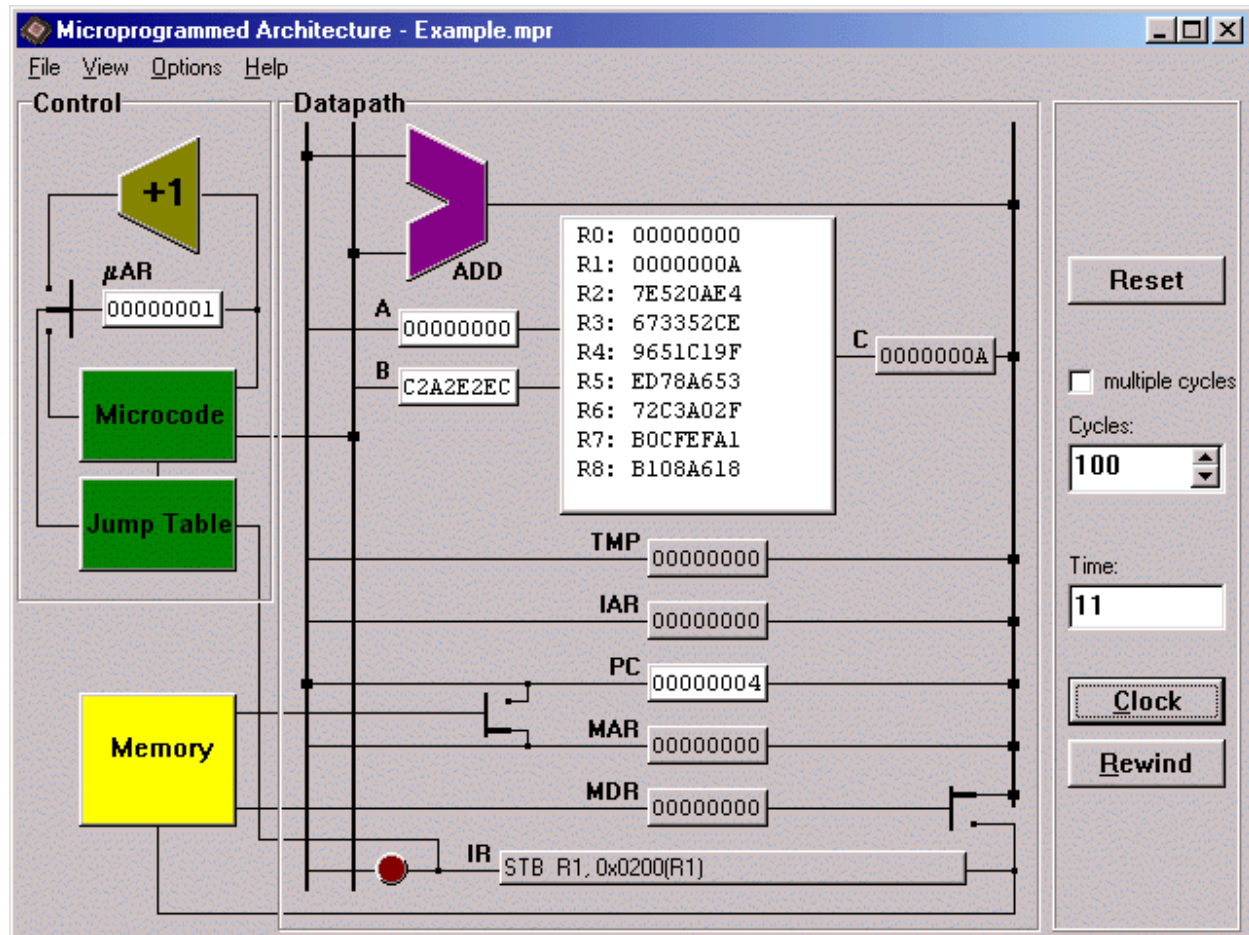 Microprogrammed Architecture - Example.mpr
File View Options Help
Control
Datapath
+1
µAR
00000001
Microcode
Jump Table
Memory
ADD
A
00000000
B
C2A2E2EC
R0: 00000000
R1: 0000000A
R2: 7E520AE4
R3: 673352CE
R4: 9651C19F
R5: ED78A653
R6: 72C3A02F
R7: B0CFEFA1
R8: B108A618
C
0000000A
TMP
00000000
IAR
00000000
PC
00000004
MAR
00000000
MDR
00000000
IR
STB R1, 0x0200(R1)
Reset
multiple cycles
Cycles:
100
Time:
11
Clock
Rewind